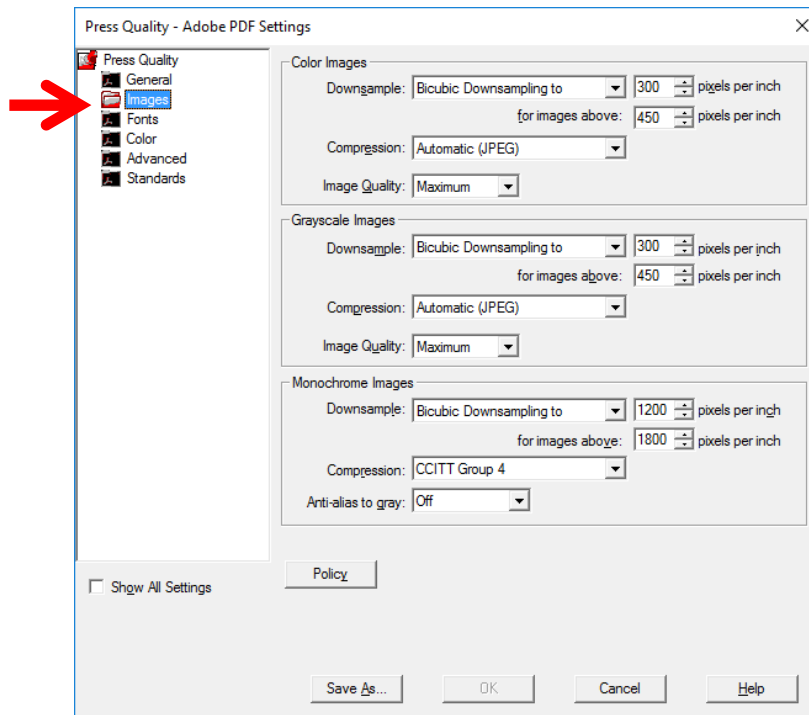 Press Quality - Adobe PDF Settings
Press Quality
General
Images
Fonts
Color
Advanced
Standards
Show All Settings
Color Images
Downsample: Bicubic Downsampling to 300 pixels per inch
for images above: 450 pixels per inch
Compression: Automatic (JPEG)
Image Quality: Maximum
Grayscale Images
Downsample: Bicubic Downsampling to 300 pixels per inch
for images above: 450 pixels per inch
Compression: Automatic (JPEG)
Image Quality: Maximum
Monochrome Images
Downsample: Bicubic Downsampling to 1200 pixels per inch
for images above: 1800 pixels per inch
Compression: CCITT Group 4
Anti-alias to gray: Off
Policy
Save As... OK Cancel Help